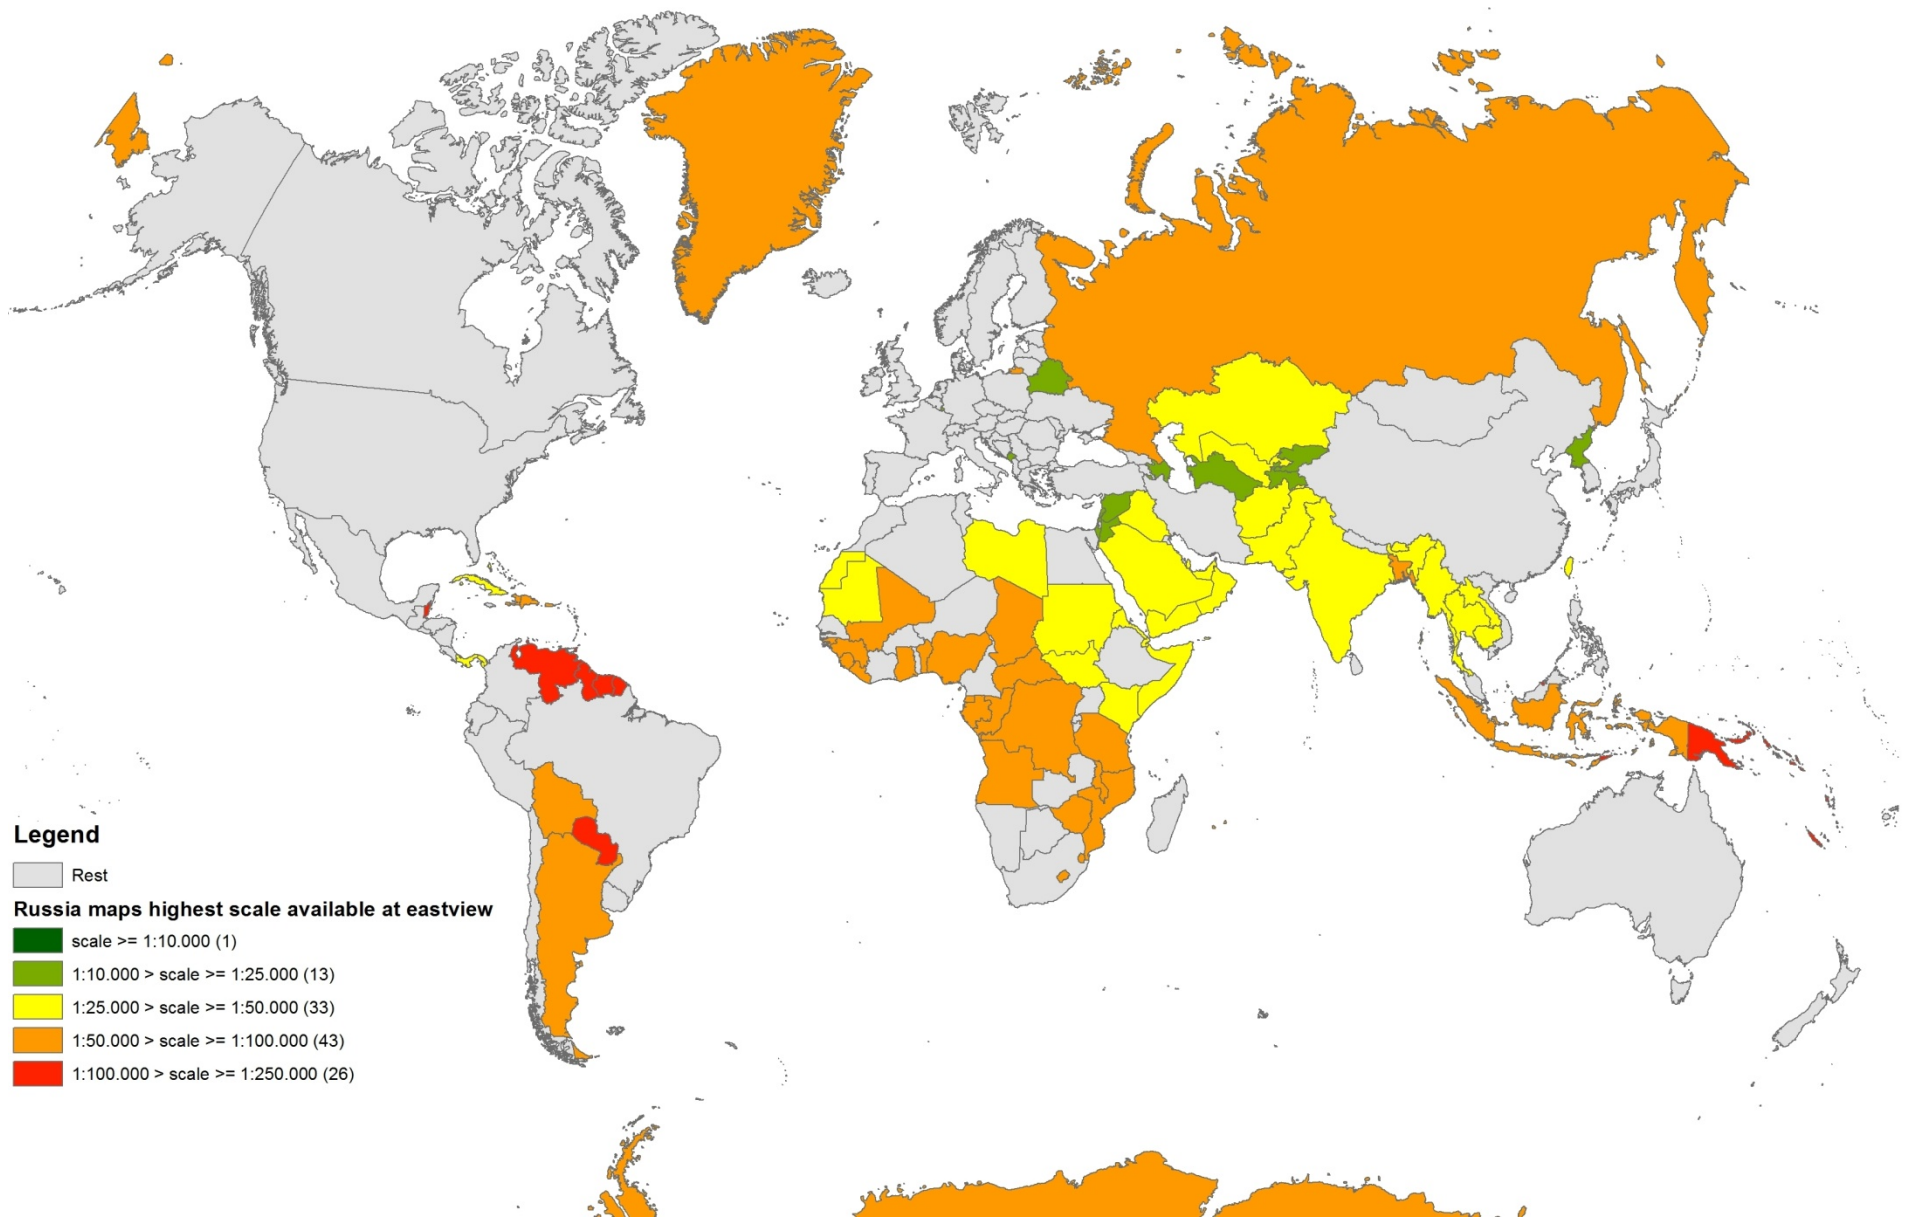 Legend
Rest
Russia maps highest scale available at eastview
scale >= 1:10.000 (1)
1:10.000 > scale >= 1:25.000 (13)
1:25.000 > scale >= 1:50.000 (33)
1:50.000 > scale >= 1:100.000 (43)
1:100.000 > scale >= 1:250.000 (26)